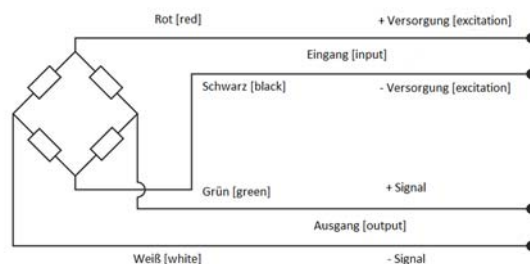 Rot [red] + Versorgung [excitation]
Eingang [input]
Schwarz [black] - Versorgung [excitation]
Grün [green] + Signal
Ausgang [output]
Weiß [white] - Signal